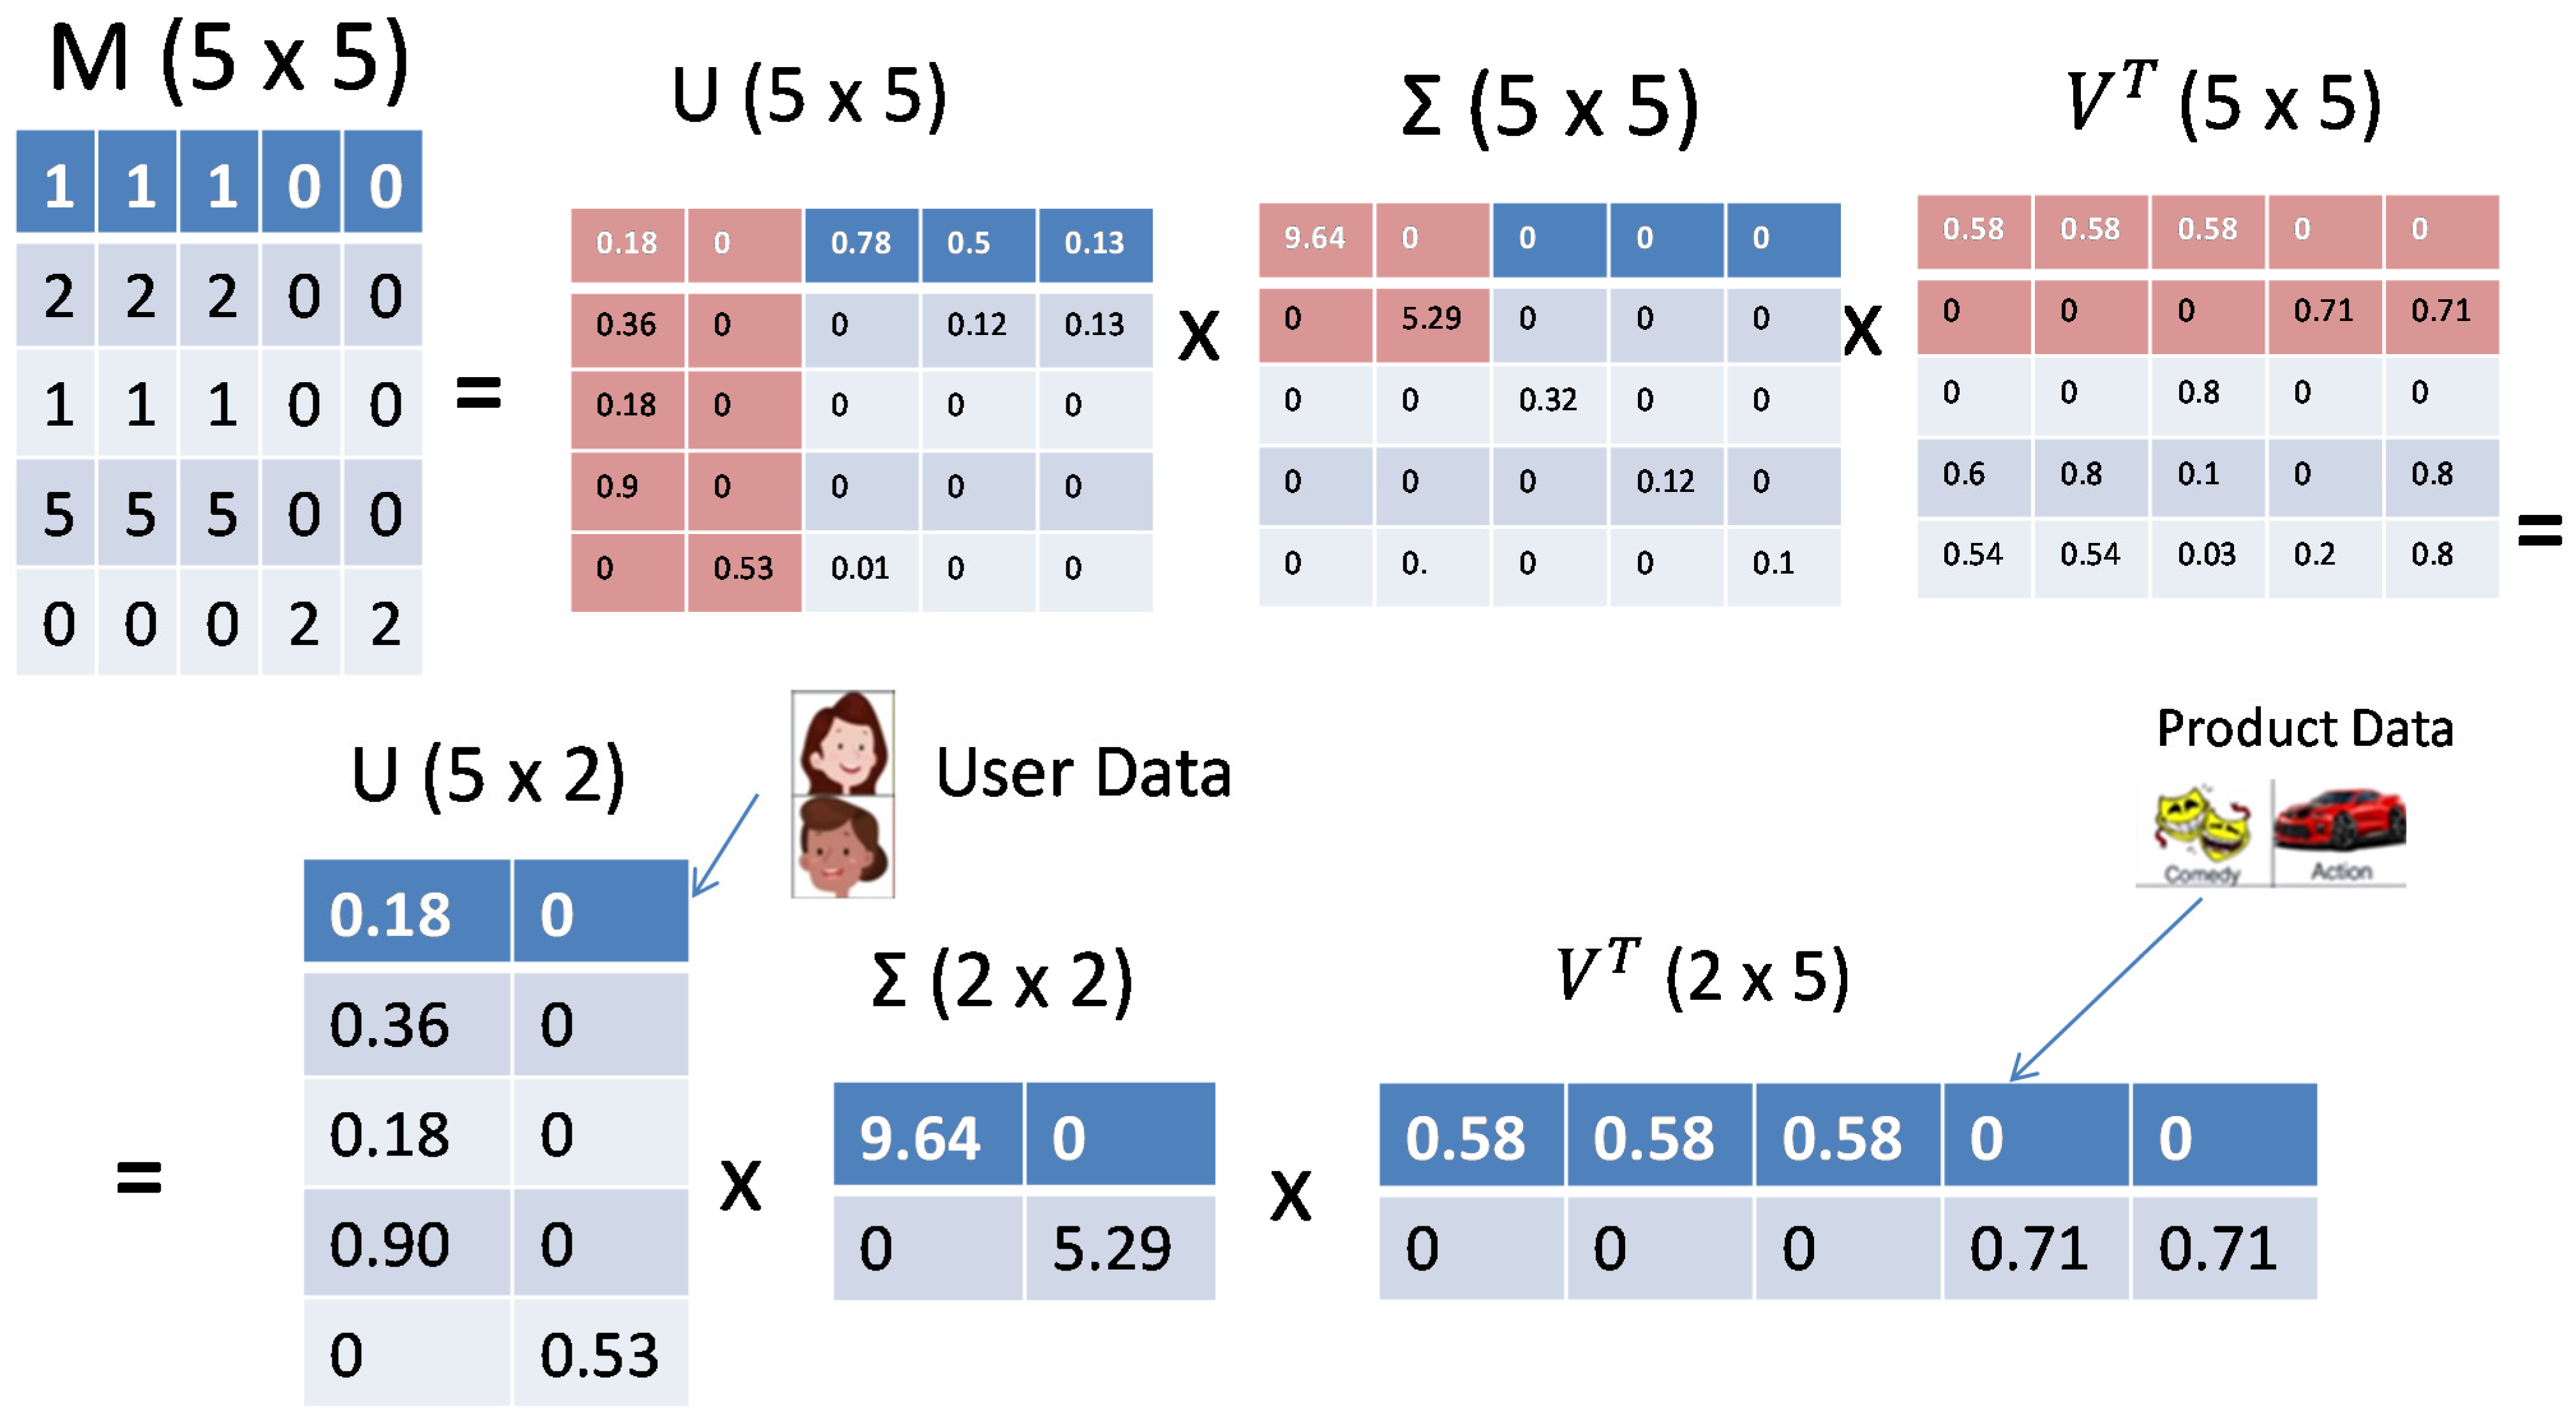 M (5 x 5)
U (5 x 5)
Σ (5 x 5)
V^T (5 x 5)
1 1 1 0 0
2 2 2 0 0
1 1 1 0 0
5 5 5 0 0
0 0 0 2 2
=
0.18 0 0.78 0.5 0.13
0.36 0 0 0.12 0.13
0.18 0 0 0 0
0.9 0 0 0 0
0 0.53 0.01 0 0
X
9.64 0 0 0 0
0 5.29 0 0 0
0 0 0.32 0 0
0 0 0 0.12 0
0 0. 0 0 0.1
X
0.58 0.58 0.58 0 0
0 0 0 0.71 0.71
0 0 0.8 0 0
0.6 0.8 0.1 0 0.8
0.54 0.54 0.03 0.2 0.8
=
U (5 x 2)
User Data
Product Data
Comedy
Action
Σ (2 x 2)
V^T (2 x 5)
=
0.18 0
0.36 0
0.18 0
0.90 0
0 0.53
X
9.64 0
0 5.29
X
0.58 0.58 0.58 0 0
0 0 0 0.71 0.71